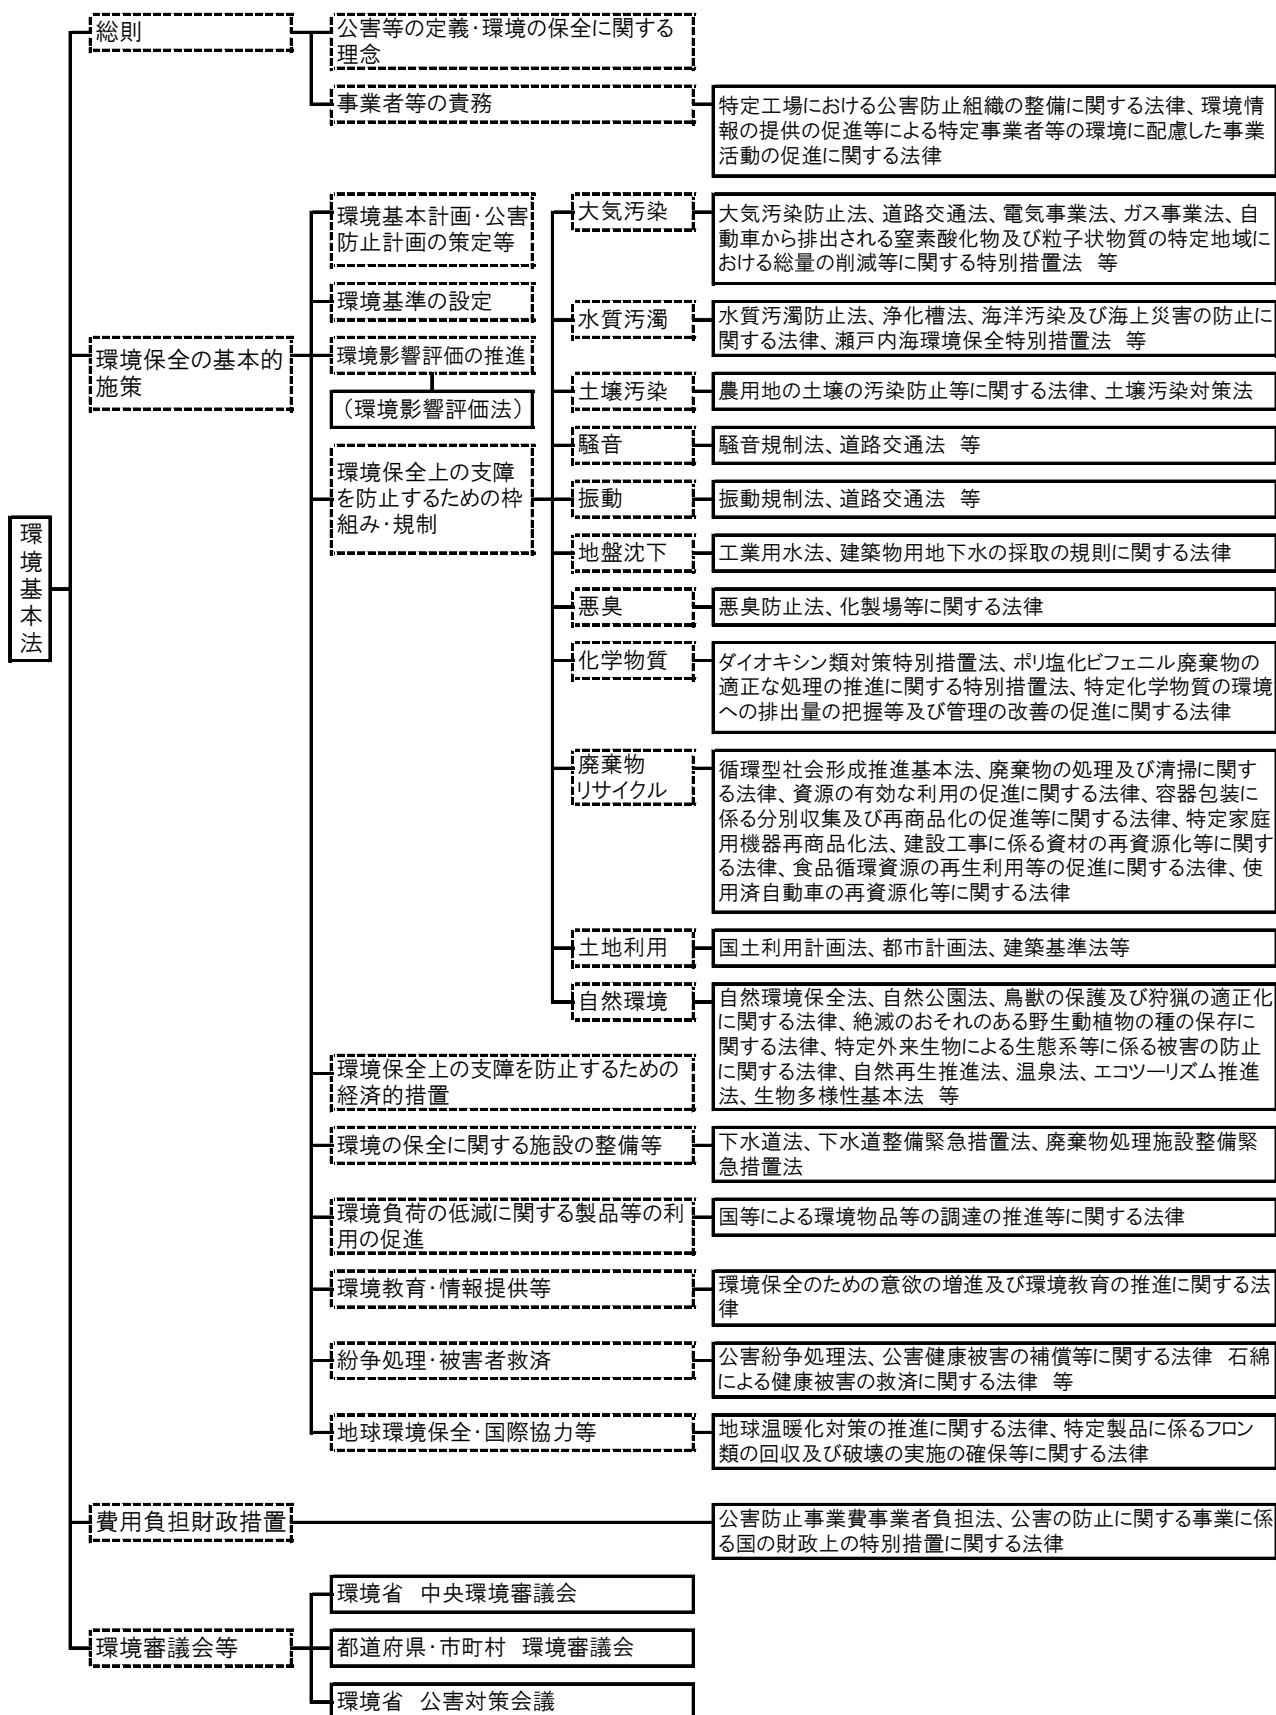 環境基本法
総則
公害等の定義・環境の保全に関する
理念
事業者等の責務
特定工場における公害防止組織の整備に関する法律、環境情
報の提供の促進等による特定事業者等の環境に配慮した事業
活動の促進に関する法律
環境保全の基本的
施策
環境基本計画・公害
防止計画の策定等
環境基準の設定
環境影響評価の推進
（環境影響評価法）
環境保全上の支障
を防止するための枠
組み・規制
大気汚染
大気汚染防止法、道路交通法、電気事業法、ガス事業法、自
動車から排出される窒素酸化物及び粒子状物質の特定地域に
おける総量の削減等に関する特別措置法　等
水質汚濁
水質汚濁防止法、浄化槽法、海洋汚染及び海上災害の防止に
関する法律、瀬戸内海環境保全特別措置法　等
土壌汚染
農用地の土壌の汚染防止等に関する法律、土壌汚染対策法
騒音
騒音規制法、道路交通法　等
振動
振動規制法、道路交通法　等
地盤沈下
工業用水法、建築物用地下水の採取の規則に関する法律
悪臭
悪臭防止法、化製場等に関する法律
化学物質
ダイオキシン類対策特別措置法、ポリ塩化ビフェニル廃棄物の
適正な処理の推進に関する特別措置法、特定化学物質の環境
への排出量の把握等及び管理の改善の促進に関する法律
廃棄物
リサイクル
循環型社会形成推進基本法、廃棄物の処理及び清掃に関す
る法律、資源の有効な利用の促進に関する法律、容器包装に
係る分別収集及び再商品化の促進等に関する法律、特定家庭
用機器再商品化法、建設工事に係る資材の再資源化等に関す
る法律、食品循環資源の再生利用等の促進に関する法律、使
用済自動車の再資源化等に関する法律
土地利用
国土利用計画法、都市計画法、建築基準法等
自然環境
自然環境保全法、自然公園法、鳥獣の保護及び狩猟の適正化
に関する法律、絶滅のおそれのある野生動植物の種の保存に
関する法律、特定外来生物による生態系等に係る被害の防止
に関する法律、自然再生推進法、温泉法、エコツーリズム推進
法、生物多様性基本法　等
環境保全上の支障を防止するための
経済的措置
環境の保全に関する施設の整備等
下水道法、下水道整備緊急措置法、廃棄物処理施設整備緊
急措置法
環境負荷の低減に関する製品等の利
用の促進
国等による環境物品等の調達の推進等に関する法律
環境教育・情報提供等
環境保全のための意欲の増進及び環境教育の推進に関する法
律
紛争処理・被害者救済
公害紛争処理法、公害健康被害の補償等に関する法律　石綿
による健康被害の救済に関する法律　等
地球環境保全・国際協力等
地球温暖化対策の推進に関する法律、特定製品に係るフロン
類の回収及び破壊の実施の確保等に関する法律
費用負担財政措置
公害防止事業費事業者負担法、公害の防止に関する事業に係
る国の財政上の特別措置に関する法律
環境審議会等
環境省　中央環境審議会
都道府県・市町村　環境審議会
環境省　公害対策会議